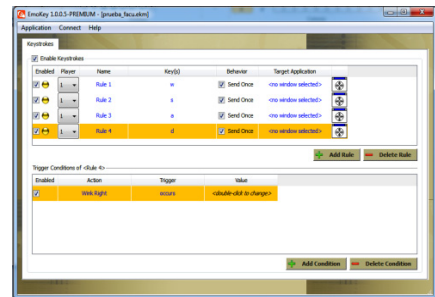 EmoKey 1.0.0.5-PREMIUM - [prueba_facu.ekm]
Application Connect Help
Keystrokes
Enable Keystrokes
Enabled Player Name Key(s) Behavior Target Application
1 Rule 1 w Send Once <no window selected>
1 Rule 2 s Send Once <no window selected>
1 Rule 3 a Send Once <no window selected>
1 Rule 4 d Send Once <no window selected>
Add Rule Delete Rule
Trigger Conditions of <Rule 4>
Enabled Action Trigger Value
Wink Right occurs <double-click to change>
Add Condition Delete Condition